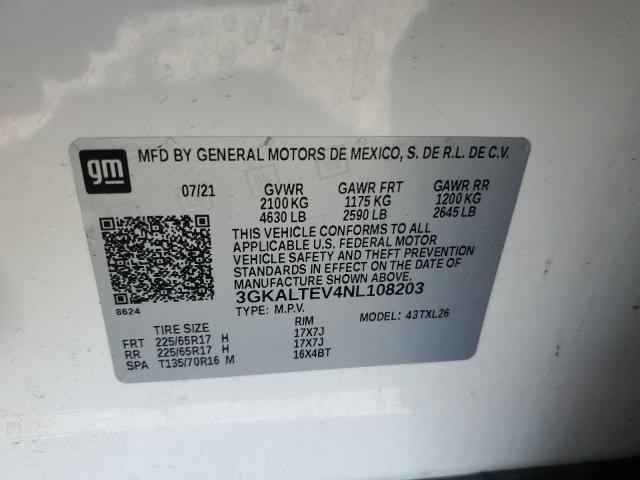 gm MFD BY GENERAL MOTORS DE MEXICO, S. DE R.L. DE C.V.
07/21 GVWR GAWR FRT GAWR RR
2100 KG 1175 KG 1200 KG
4630 LB 2590 LB 2645 LB
THIS VEHICLE CONFORMS TO ALL
APPLICABLE U.S. FEDERAL MOTOR
VEHICLE SAFETY AND THEFT PREVENTION
STANDARDS IN EFFECT ON THE DATE OF
MANUFACTURE SHOWN ABOVE.
8624 3GKALTEV4NL108203
TYPE: M.P.V. MODEL: 43TXL26
TIRE SIZE RIM
FRT 225/65R17 H 17X7J
RR 225/65R17 H 17X7J
SPA T135/70R16 M 16X4BT